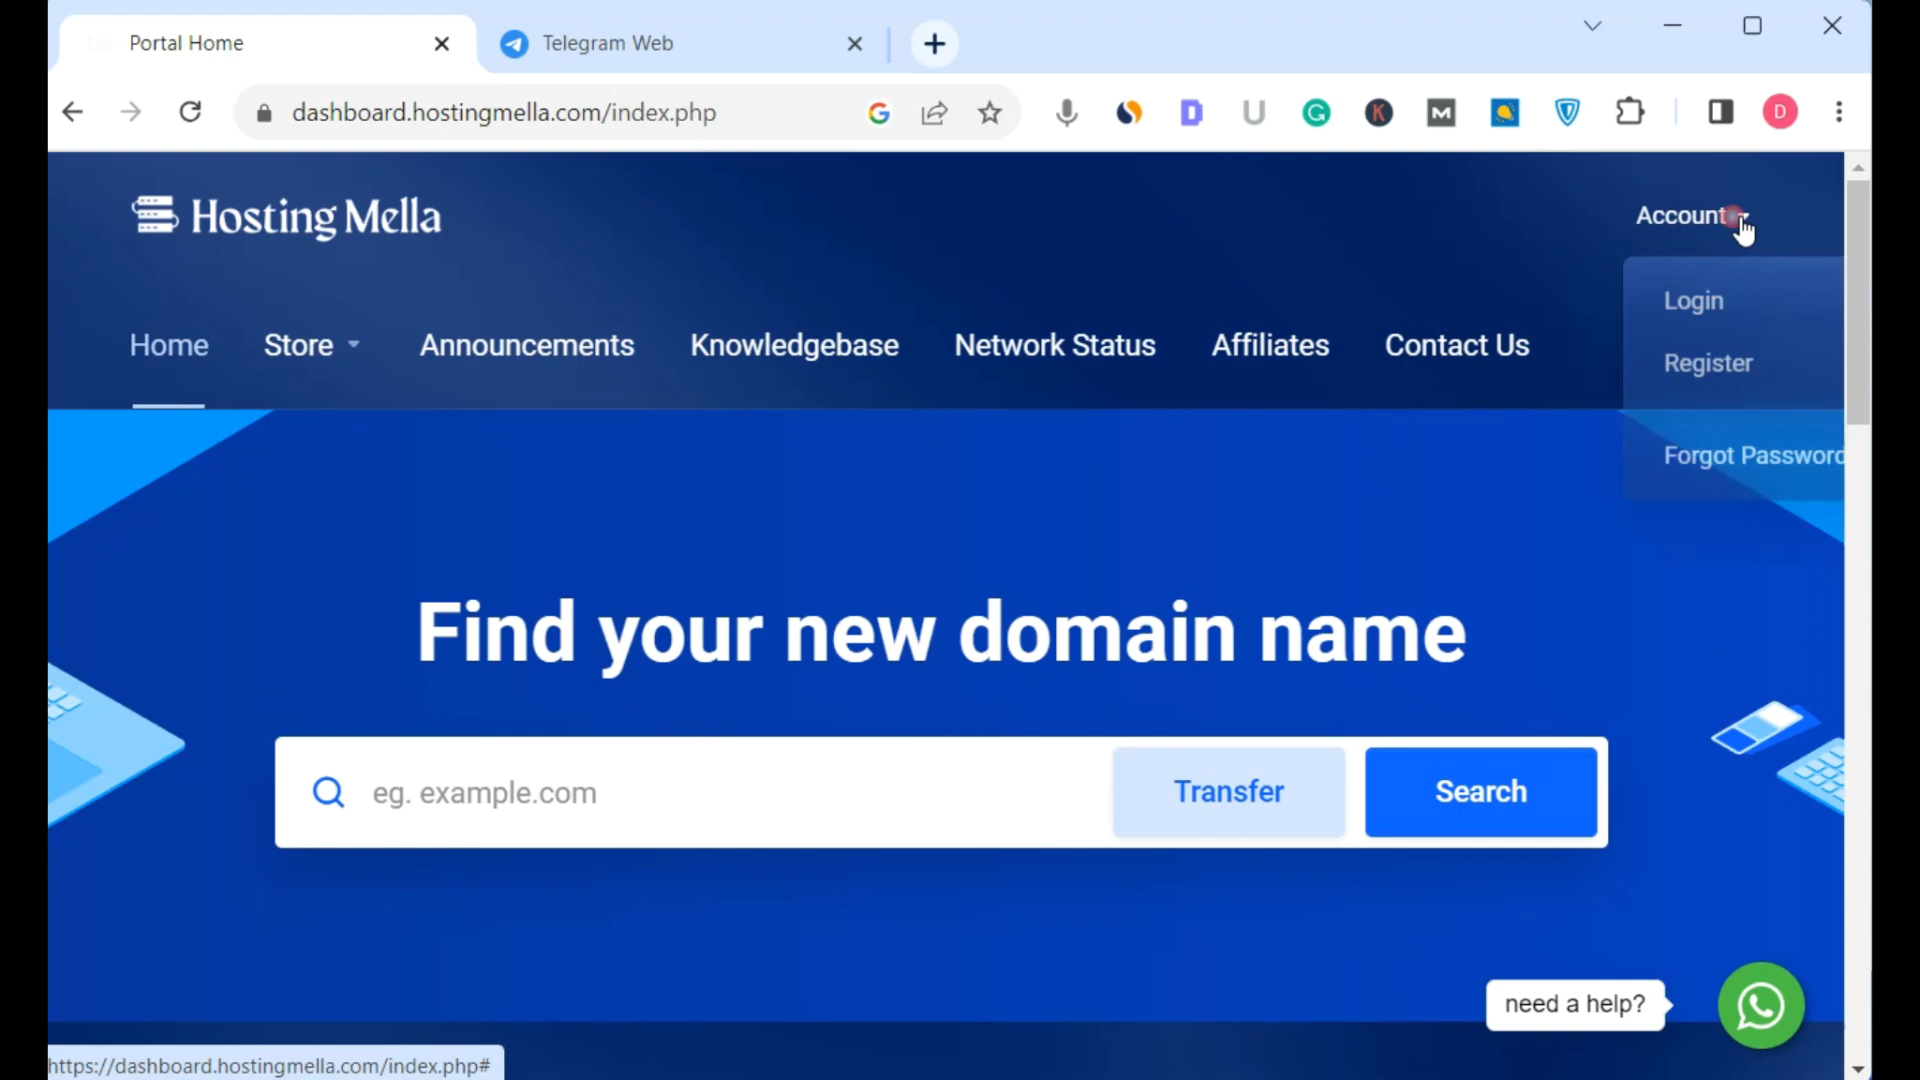 Portal Home
Telegram Web
dashboard.hostingmella.com/index.php
D
Hosting Mella
Account
Login
Register
Forgot Password
Home
Store
Announcements
Knowledgebase
Network Status
Affiliates
Contact Us
Find your new domain name
eg. example.com
Transfer
Search
need a help?
https://dashboard.hostingmella.com/index.php#